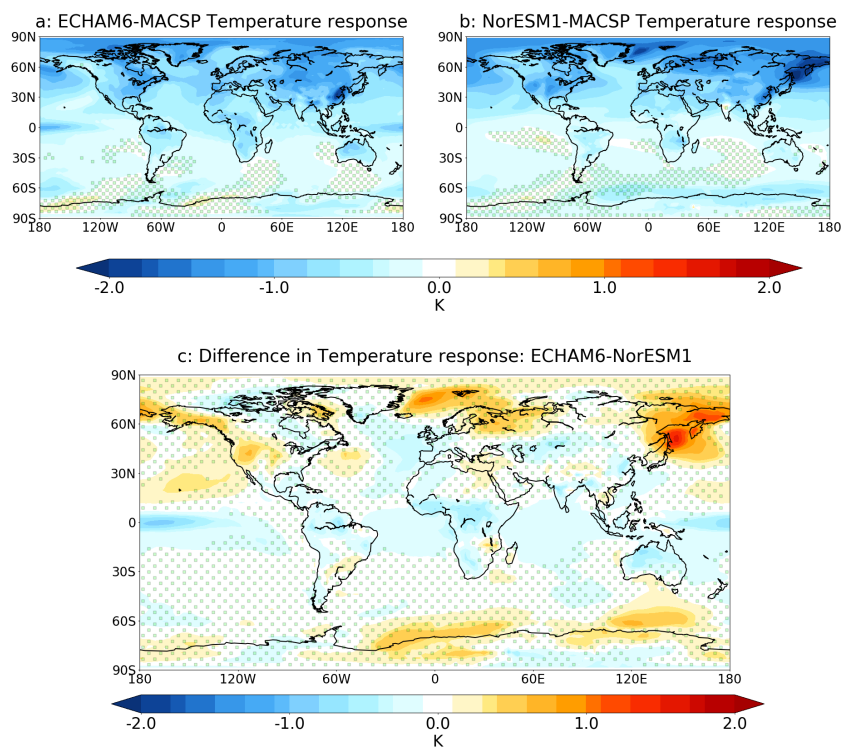 a: ECHAM6-MACSP Temperature response
b: NorESM1-MACSP Temperature response
90N
60N
30N
0
30S
60S
90S
180 120W 60W 0 60E 120E 180
90N
60N
30N
0
30S
60S
90S
180 120W 60W 0 60E 120E 180
-2.0 -1.0 0.0 1.0 2.0
K
c: Difference in Temperature response: ECHAM6-NorESM1
90N
60N
30N
0
30S
60S
90S
180 120W 60W 0 60E 120E 180
-2.0 -1.0 0.0 1.0 2.0
K